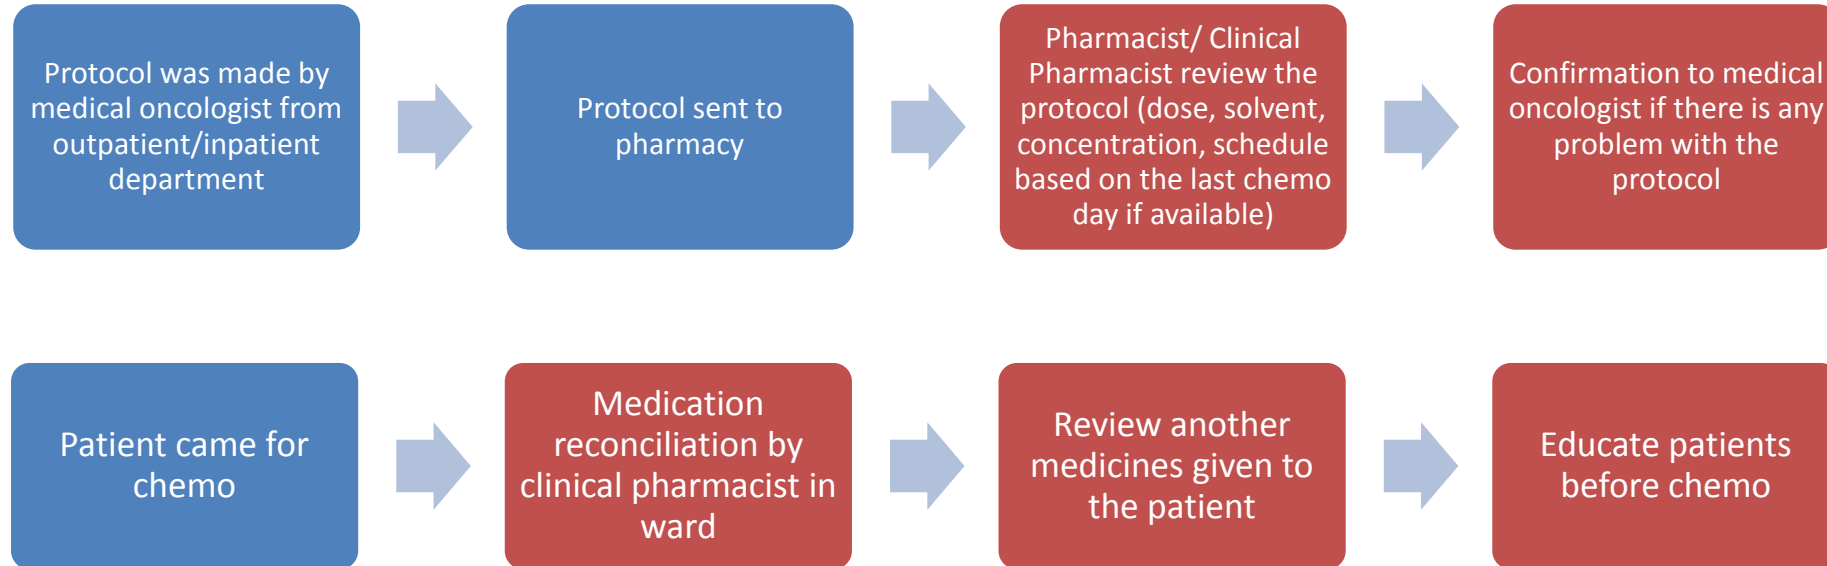 Protocol was made by
medical oncologist from
outpatient/inpatient
department
Protocol sent to
pharmacy
Pharmacist/ Clinical
Pharmacist review the
protocol (dose, solvent,
concentration, schedule
based on the last chemo
day if available)
Confirmation to medical
oncologist if there is any
problem with the
protocol
Patient came for
chemo
Medication
reconciliation by
clinical pharmacist in
ward
Review another
medicines given to
the patient
Educate patients
before chemo